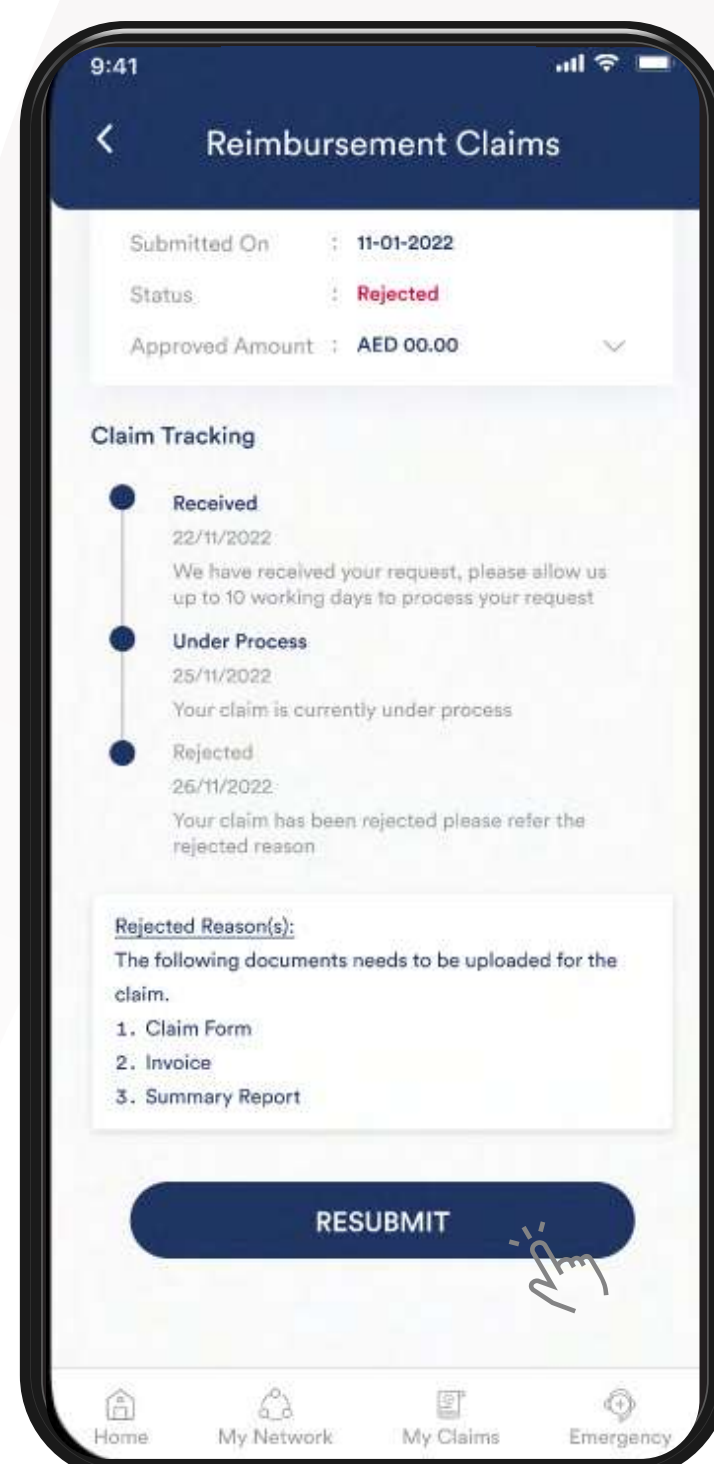 9:41
Reimbursement Claims
Submitted On : 11-01-2022
Status : Rejected
Approved Amount : AED 00.00
Claim Tracking
Received
22/11/2022
We have received your request, please allow us
up to 10 working days to process your request
Under Process
25/11/2022
Your claim is currently under process
Rejected
26/11/2022
Your claim has been rejected please refer the
rejected reason
Rejected Reason(s):
The following documents needs to be uploaded for the
claim.
1. Claim Form
2. Invoice
3. Summary Report
RESUBMIT
Home My Network My Claims Emergency